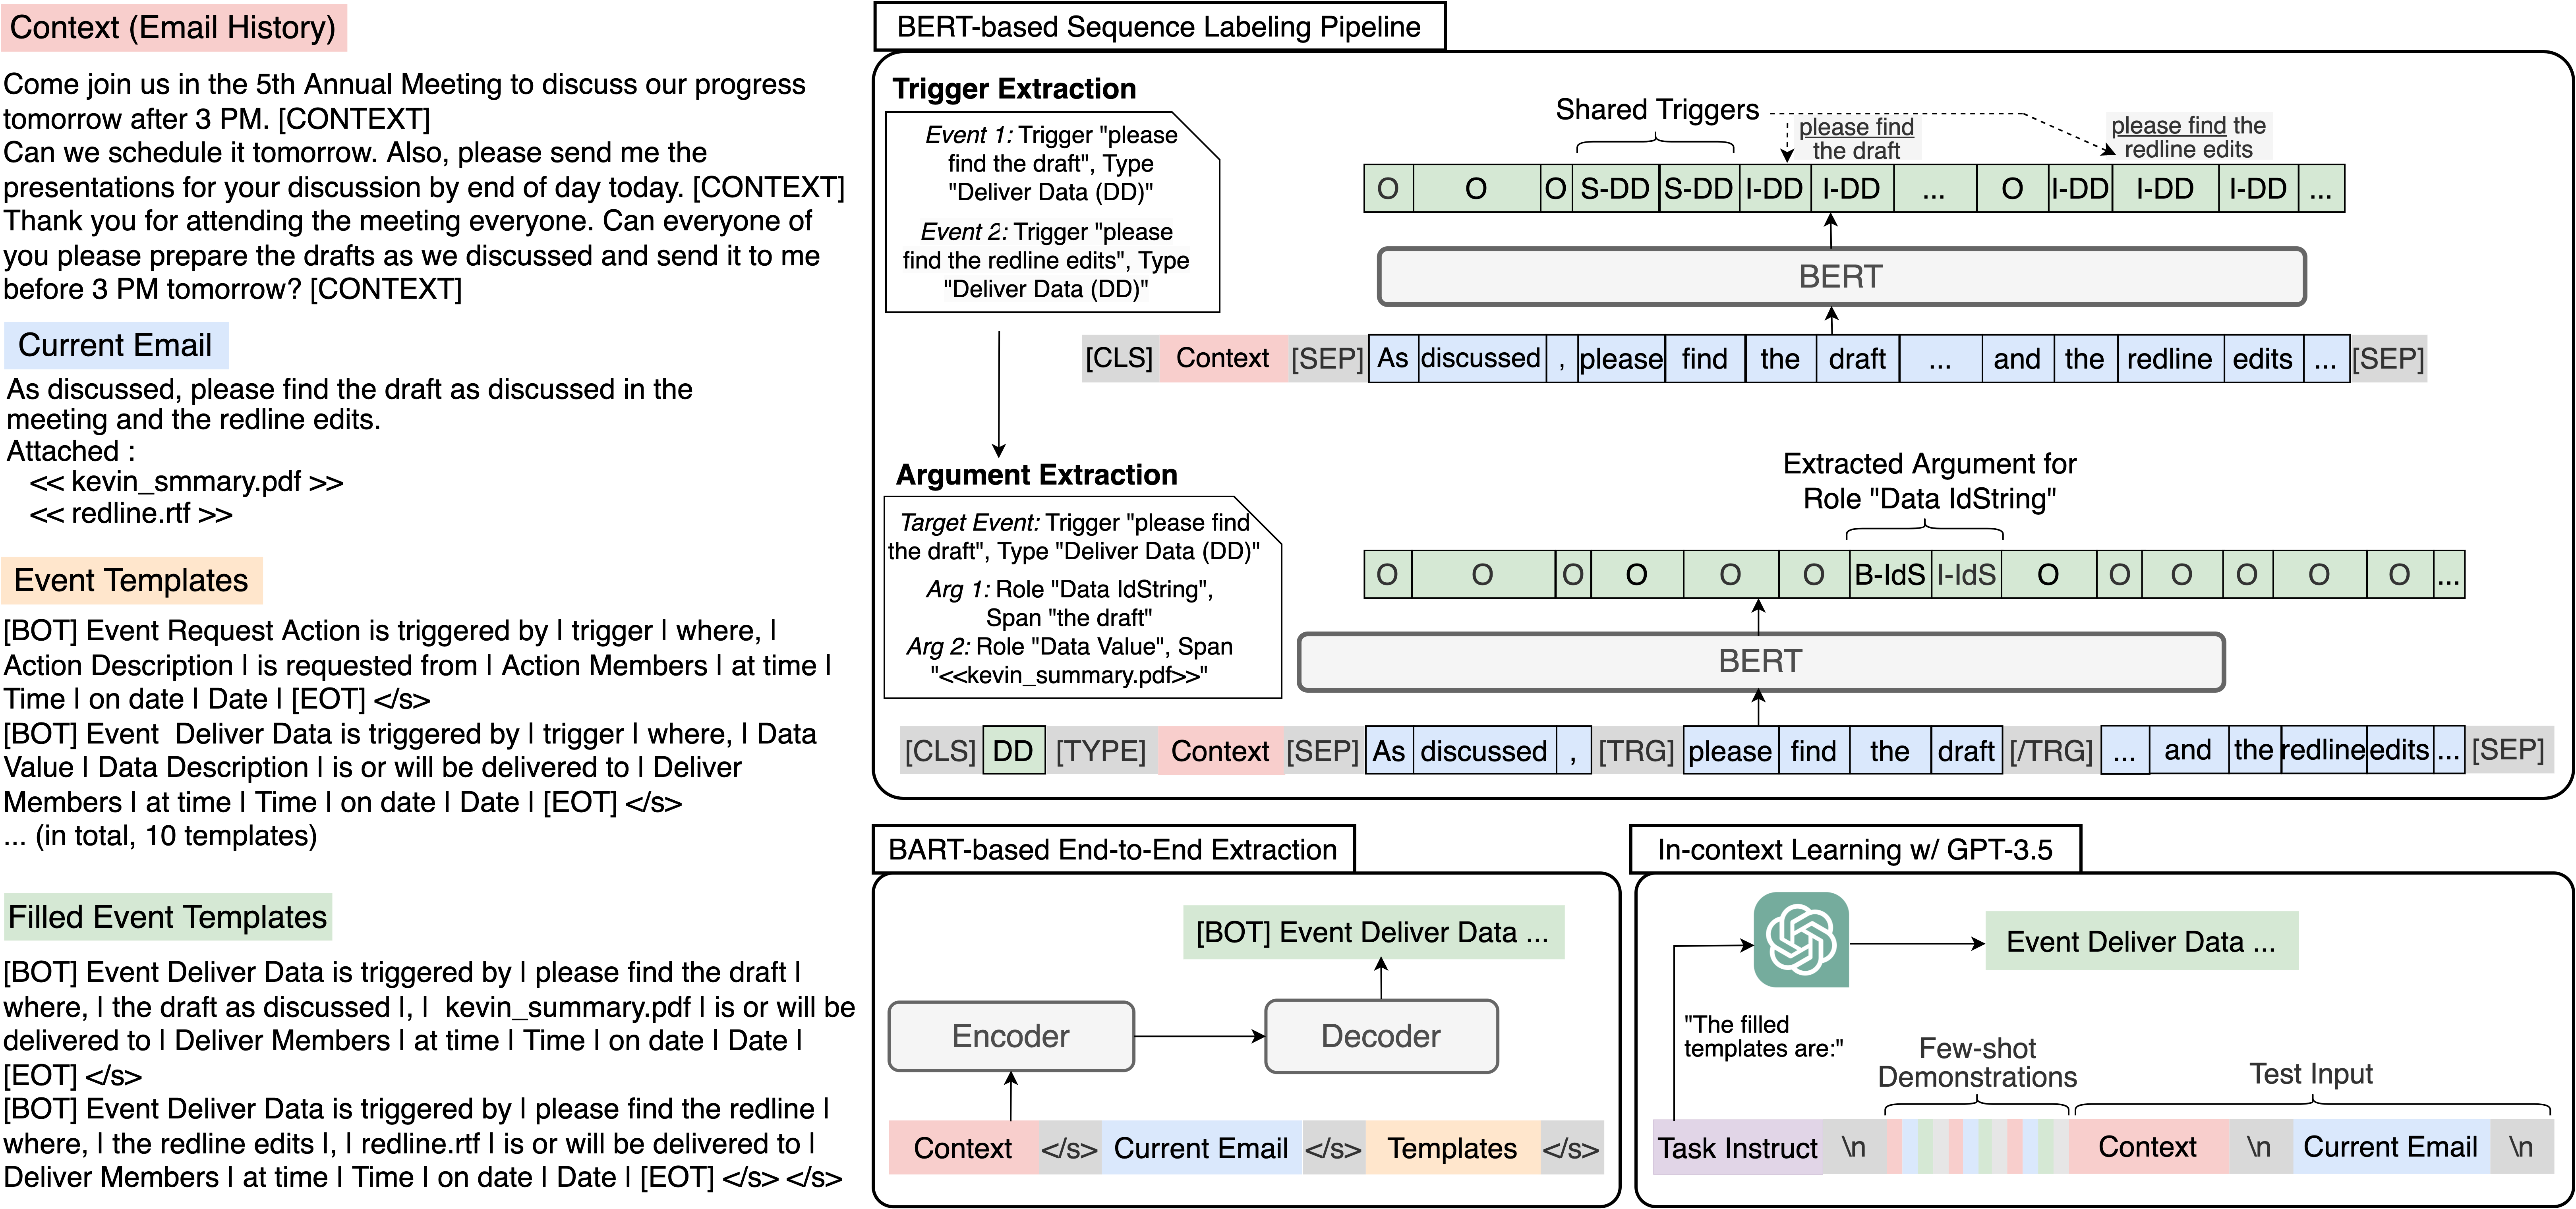 Context (Email History)
Come join us in the 5th Annual Meeting to discuss our progress
tomorrow after 3 PM. [CONTEXT]
Can we schedule it tomorrow. Also, please send me the
presentations for your discussion by end of day today. [CONTEXT]
Thank you for attending the meeting everyone. Can everyone of
you please prepare the drafts as we discussed and send it to me
before 3 PM tomorrow? [CONTEXT]
Current Email
As discussed, please find the draft as discussed in the
meeting and the redline edits.
Attached :
<< kevin_smmary.pdf >>
<< redline.rtf >>
Event Templates
[BOT] Event Request Action is triggered by | trigger | where, |
Action Description | is requested from | Action Members | at time |
Time | on date | Date | [EOT] </s>
[BOT] Event Deliver Data is triggered by | trigger | where, | Data
Value | Data Description | is or will be delivered to | Deliver
Members | at time | Time | on date | Date | [EOT] </s>
... (in total, 10 templates)
Filled Event Templates
[BOT] Event Deliver Data is triggered by | please find the draft |
where, | the draft as discussed |, | kevin_summary.pdf | is or will be
delivered to | Deliver Members | at time | Time | on date | Date |
[EOT] </s>
[BOT] Event Deliver Data is triggered by | please find the redline |
where, | the redline edits |, | redline.rtf | is or will be delivered to |
Deliver Members | at time | Time | on date | Date | [EOT] </s> </s>
BERT-based Sequence Labeling Pipeline
Trigger Extraction
Event 1: Trigger "please
find the draft", Type
"Deliver Data (DD)"
Event 2: Trigger "please
find the redline edits", Type
"Deliver Data (DD)"
Shared Triggers
please find
the draft
please find the
redline edits
O O O S-DD S-DD I-DD I-DD ... O I-DD I-DD I-DD ...
BERT
[CLS] Context [SEP] As discussed , please find the draft ... and the redline edits ... [SEP]
Argument Extraction
Target Event: Trigger "please find
the draft", Type "Deliver Data (DD)"
Arg 1: Role "Data IdString",
Span "the draft"
Arg 2: Role "Data Value", Span
"<<kevin_summary.pdf>>"
Extracted Argument for
Role "Data IdString"
O O O O O O B-IdS I-IdS O O O O O O ...
BERT
[CLS] DD [TYPE] Context [SEP] As discussed , [TRG] please find the draft [/TRG] ... and the redline edits ... [SEP]
BART-based End-to-End Extraction
[BOT] Event Deliver Data ...
Encoder
Decoder
Context </s> Current Email </s> Templates </s>
In-context Learning w/ GPT-3.5
Event Deliver Data ...
"The filled
templates are:"
Few-shot
Demonstrations
Test Input
Task Instruct \n Context \n Current Email \n